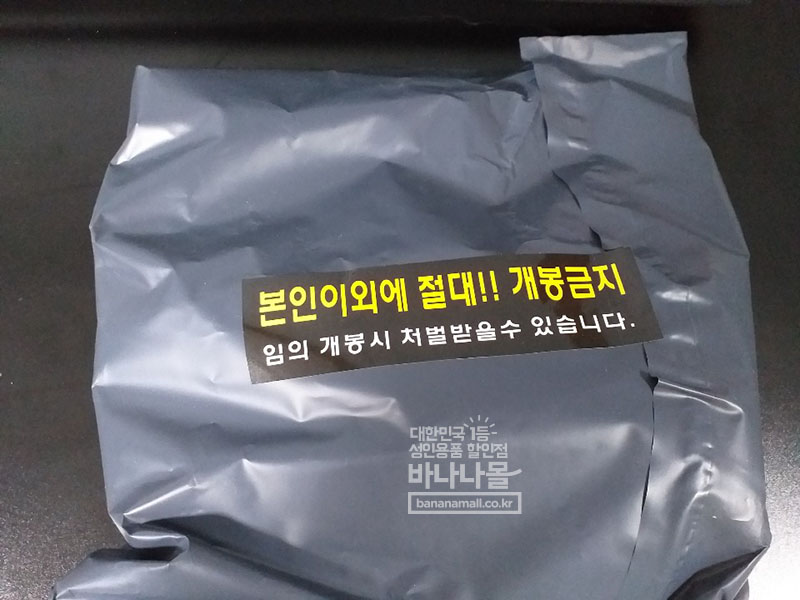 본인이외에 절대!! 개봉금지
임의 개봉시 처벌받을수 있습니다.
대한민국 1등
성인용품 할인점
바나나몰
bananamall.co.kr